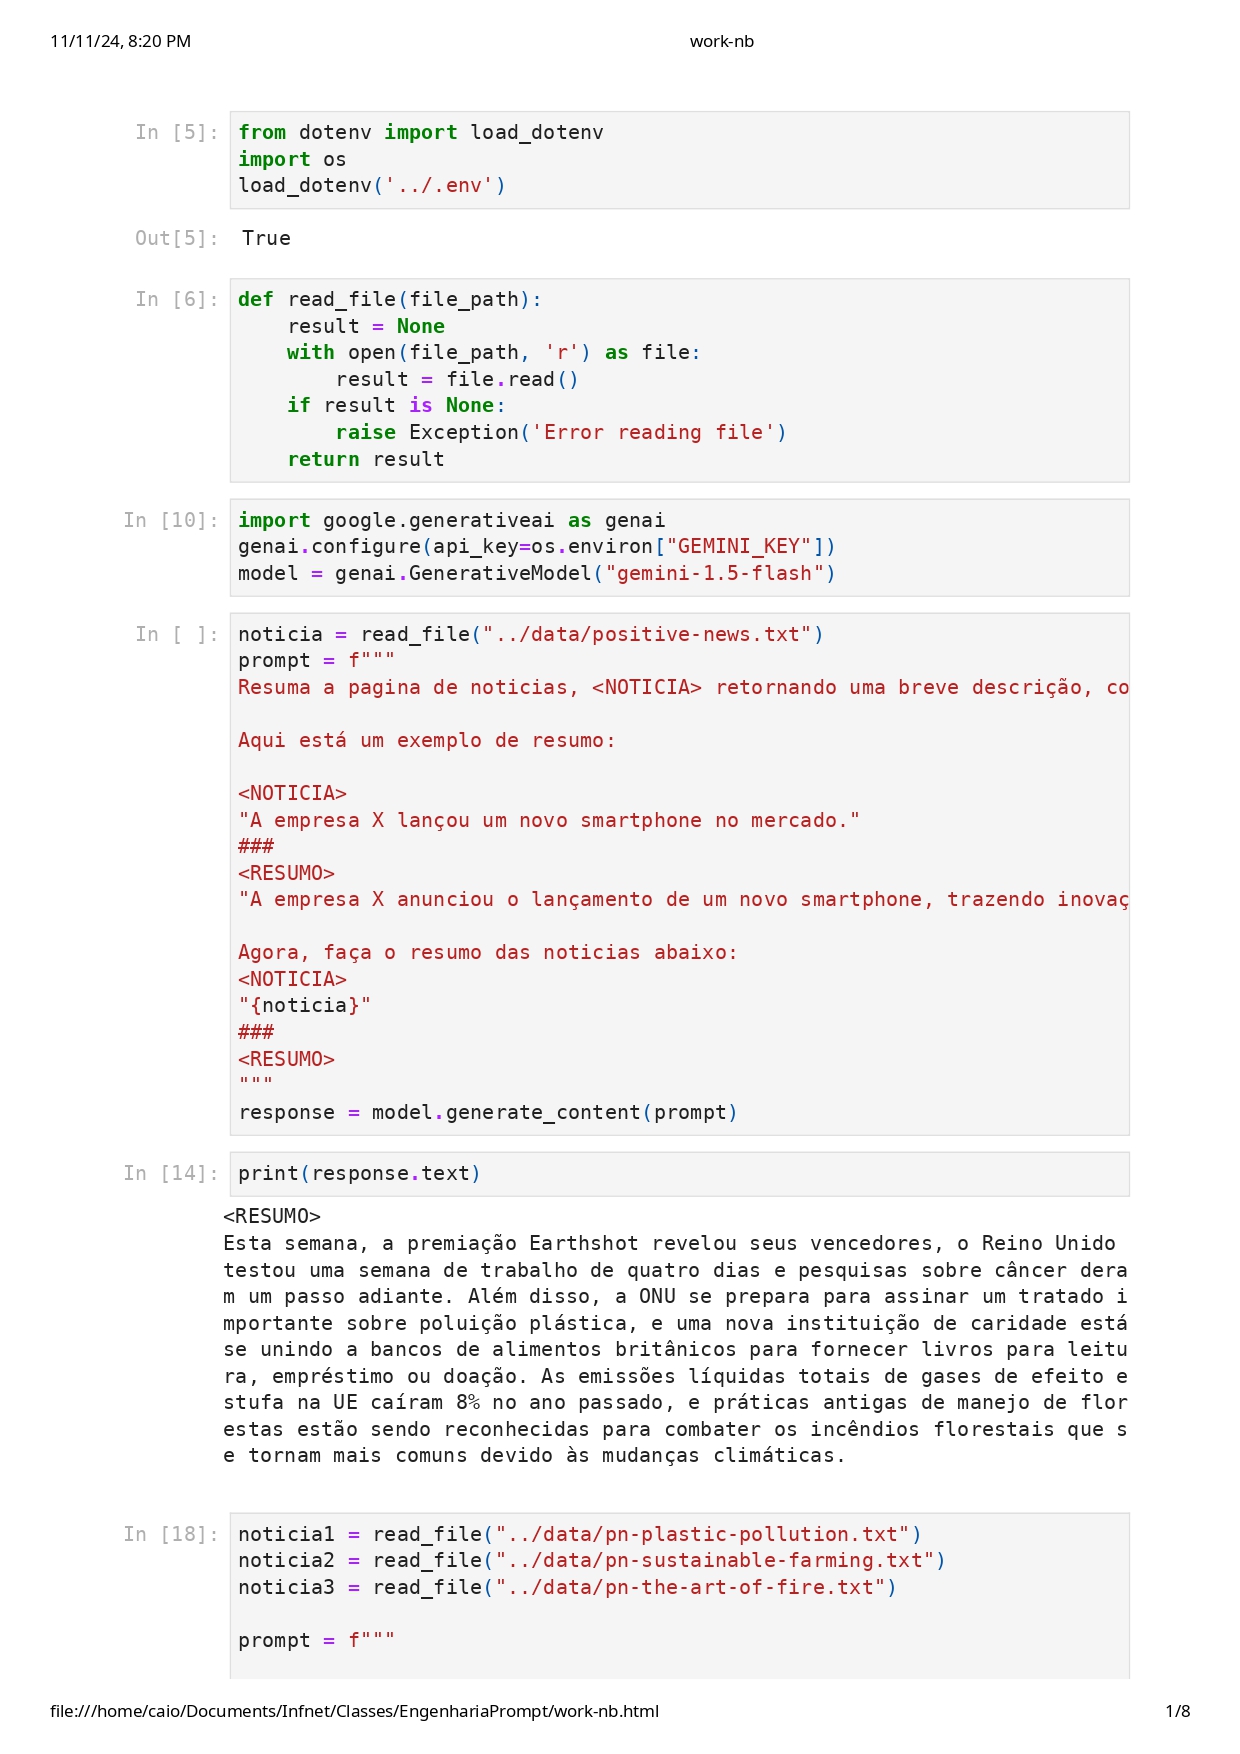 11/11/24, 8:20 PM work-nb
In [5]: from dotenv import load_dotenv
import os
load_dotenv('../.env')
Out[5]: True
In [6]: def read_file(file_path):
    result = None
    with open(file_path, 'r') as file:
        result = file.read()
    if result is None:
        raise Exception('Error reading file')
    return result
In [10]: import google.generativeai as genai
genai.configure(api_key=os.environ["GEMINI_KEY"])
model = genai.GenerativeModel("gemini-1.5-flash")
In [ ]: noticia = read_file("../data/positive-news.txt")
prompt = f"""
Resuma a pagina de noticias, <NOTICIA> retornando uma breve descrição, co
Aqui está um exemplo de resumo:
<NOTICIA>
"A empresa X lançou um novo smartphone no mercado."
###
<RESUMO>
"A empresa X anunciou o lançamento de um novo smartphone, trazendo inovaç
Agora, faça o resumo das noticias abaixo:
<NOTICIA>
"{noticia}"
###
<RESUMO>
"""
response = model.generate_content(prompt)
In [14]: print(response.text)
<RESUMO>
Esta semana, a premiação Earthshot revelou seus vencedores, o Reino Unido
testou uma semana de trabalho de quatro dias e pesquisas sobre câncer dera
m um passo adiante. Além disso, a ONU se prepara para assinar um tratado i
mportante sobre poluição plástica, e uma nova instituição de caridade está
se unindo a bancos de alimentos britânicos para fornecer livros para leitu
ra, empréstimo ou doação. As emissões líquidas totais de gases de efeito e
stufa na UE caíram 8% no ano passado, e práticas antigas de manejo de flor
estas estão sendo reconhecidas para combater os incêndios florestais que s
e tornam mais comuns devido às mudanças climáticas.
In [18]: noticia1 = read_file("../data/pn-plastic-pollution.txt")
noticia2 = read_file("../data/pn-sustainable-farming.txt")
noticia3 = read_file("../data/pn-the-art-of-fire.txt")
prompt = f"""
file:///home/caio/Documents/Infnet/Classes/EngenhariaPrompt/work-nb.html 1/8